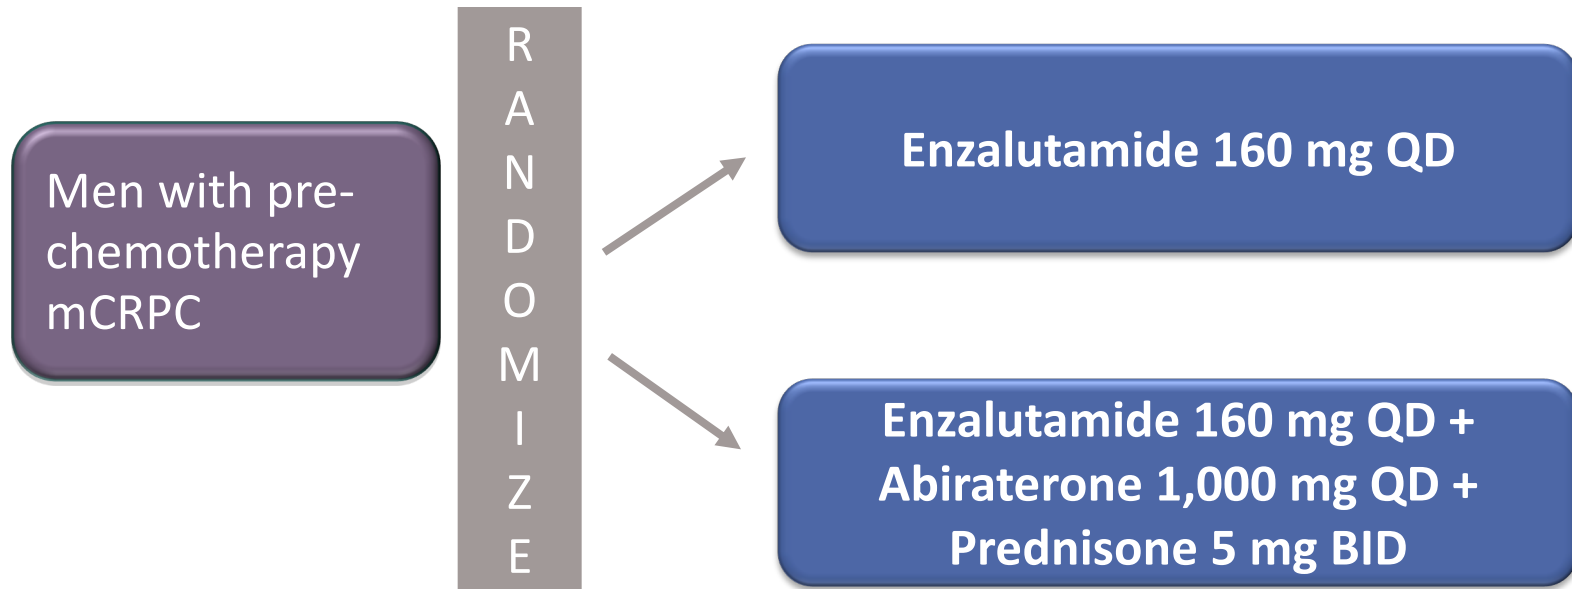 Men with pre-
chemotherapy
mCRPC
R
A
N
D
O
M
I
Z
E
Enzalutamide 160 mg QD
Enzalutamide 160 mg QD +
Abiraterone 1,000 mg QD +
Prednisone 5 mg BID